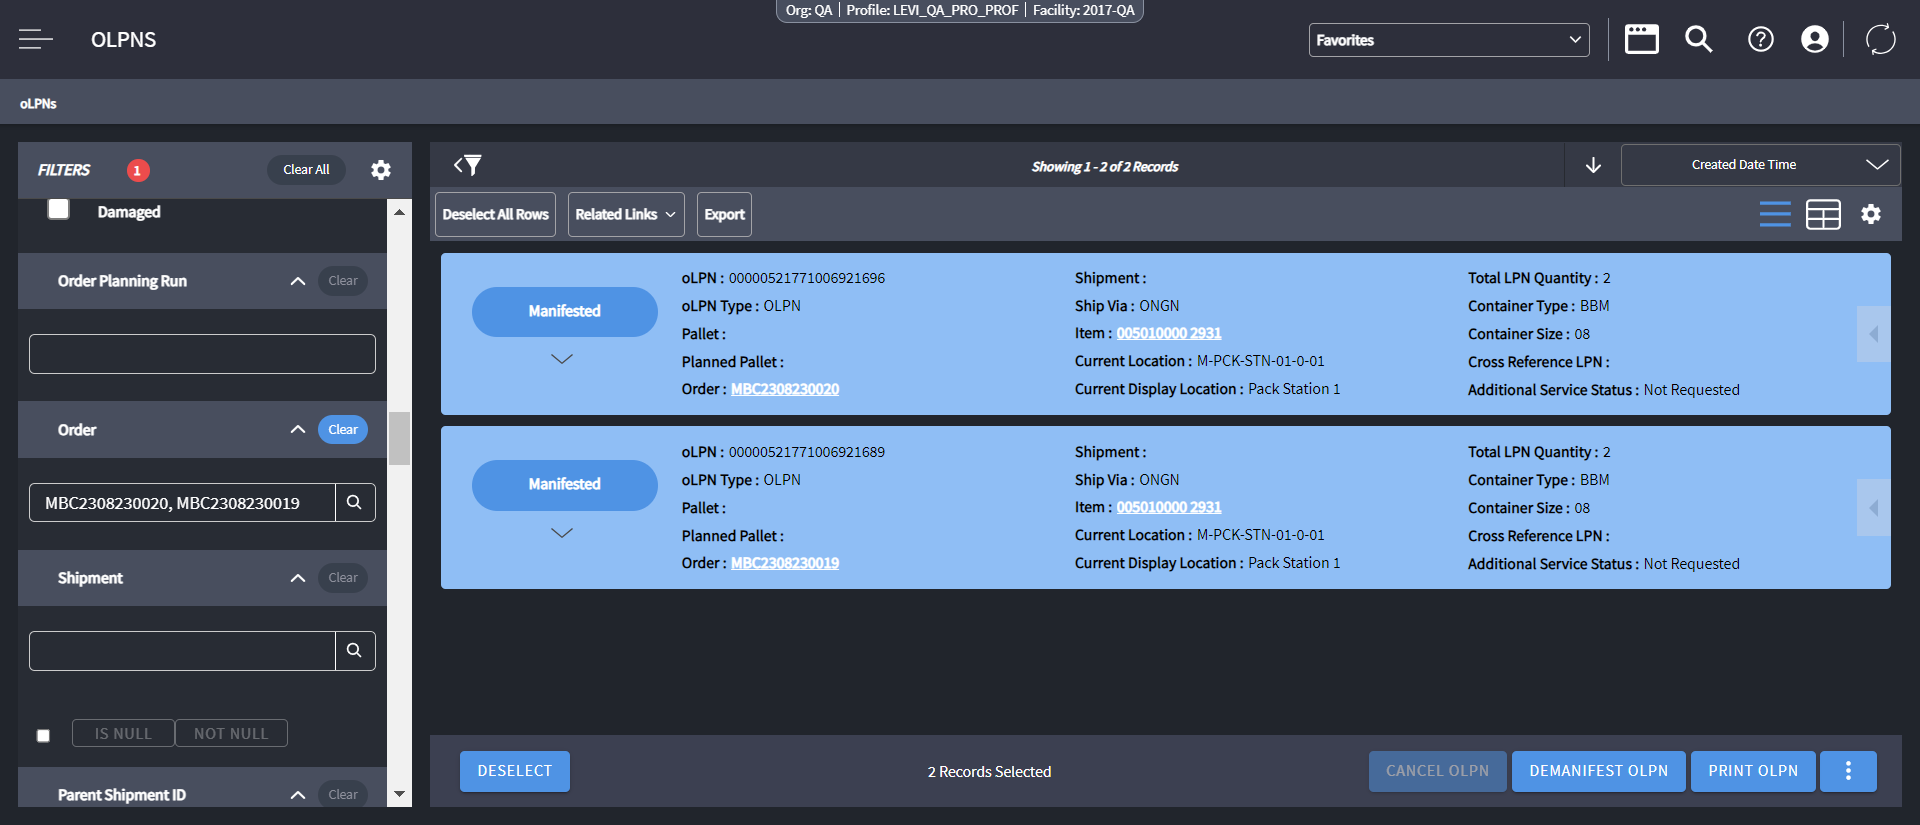 Org: QA | Profile: LEVI_QA_PRO_PROF | Facility: 2017-QA
OLPNS
Favorites
oLPNs
FILTERS 1 Clear All
Damaged
Order Planning Run Clear
Order Clear
MBC2308230020, MBC2308230019
Shipment Clear
IS NULL NOT NULL
Parent Shipment ID Clear
Showing 1 - 2 of 2 Records
Created Date Time
Deselect All Rows Related Links Export
Manifested
oLPN : 00000521771006921696
oLPN Type : OLPN
Pallet :
Planned Pallet :
Order : MBC2308230020
Shipment :
Ship Via : ONGN
Item : 005010000 2931
Current Location : M-PCK-STN-01-0-01
Current Display Location : Pack Station 1
Total LPN Quantity : 2
Container Type : BBM
Container Size : 08
Cross Reference LPN :
Additional Service Status : Not Requested
Manifested
oLPN : 00000521771006921689
oLPN Type : OLPN
Pallet :
Planned Pallet :
Order : MBC2308230019
Shipment :
Ship Via : ONGN
Item : 005010000 2931
Current Location : M-PCK-STN-01-0-01
Current Display Location : Pack Station 1
Total LPN Quantity : 2
Container Type : BBM
Container Size : 08
Cross Reference LPN :
Additional Service Status : Not Requested
DESELECT
2 Records Selected
CANCEL OLPN DEMANIFEST OLPN PRINT OLPN